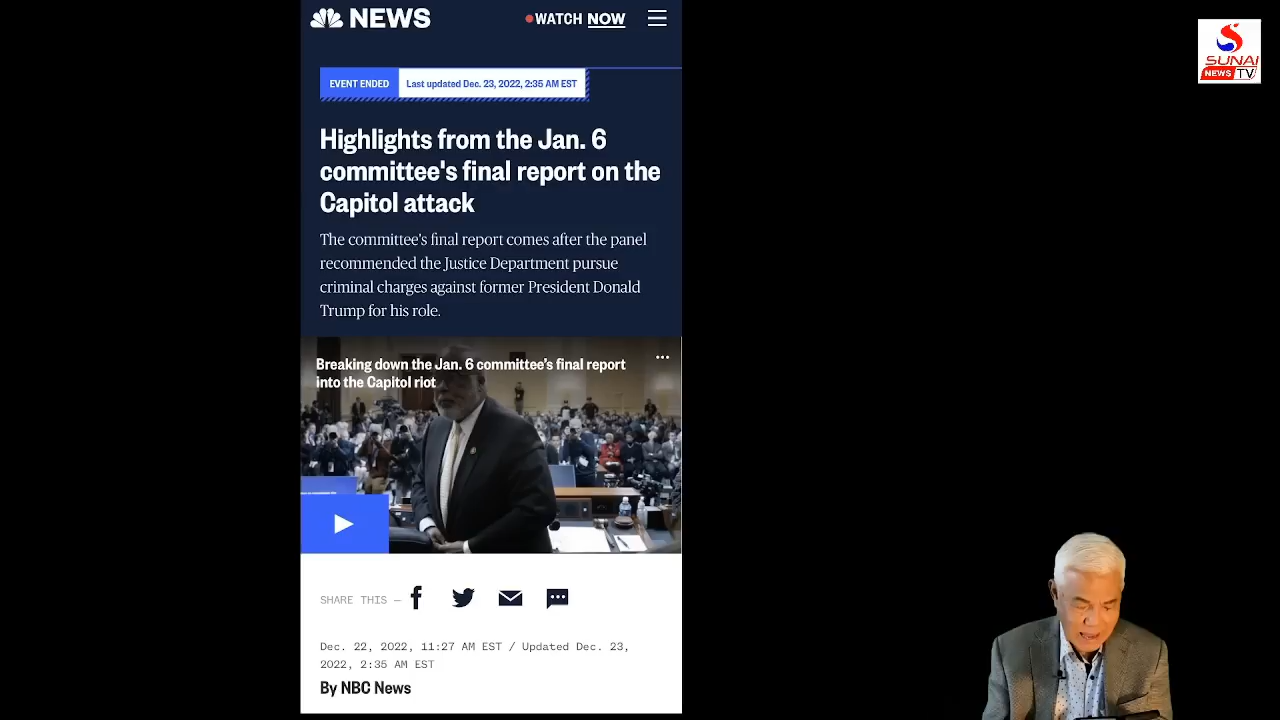 NEWS
WATCH NOW
SUNAI
NEWS TV
EVENT ENDED
Last updated Dec. 23, 2022, 2:35 AM EST
Highlights from the Jan. 6
committee's final report on the
Capitol attack
The committee's final report comes after the panel
recommended the Justice Department pursue
criminal charges against former President Donald
Trump for his role.
Breaking down the Jan. 6 committee's final report
into the Capitol riot
SHARE THIS —
Dec. 22, 2022, 11:27 AM EST / Updated Dec. 23,
2022, 2:35 AM EST
By NBC News